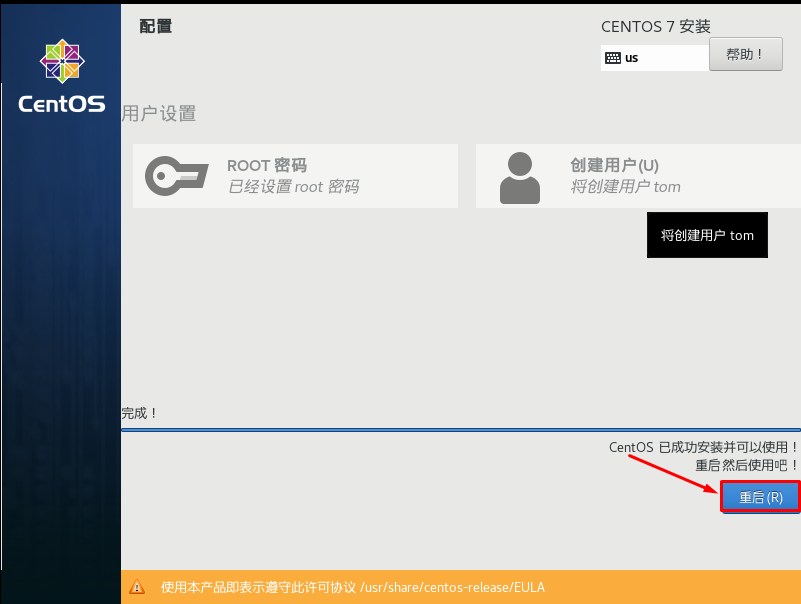 配置
CENTOS 7 安装
us
帮助！
CentOS
用户设置
ROOT 密码
已经设置 root 密码
创建用户(U)
将创建用户 tom
将创建用户 tom
完成！
CentOS 已成功安装并可以使用！
重启然后使用吧！
重启(R)
使用本产品即表示遵守此许可协议 /usr/share/centos-release/EULA